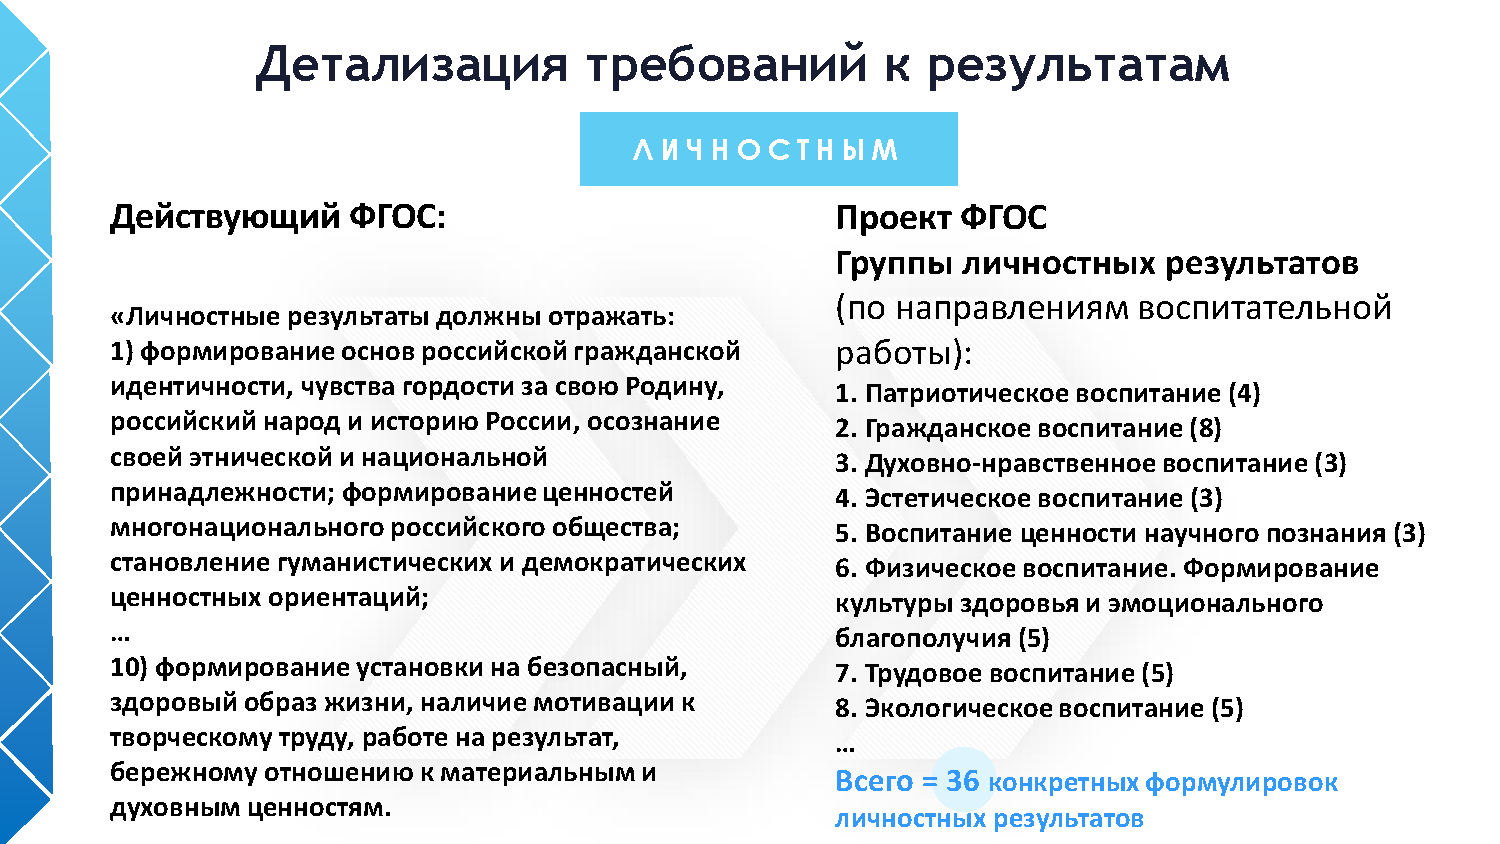 Детализация требований к результатам
ЛИЧНОСТНЫМ
Действующий ФГОС:
«Личностные результаты должны отражать:
1) формирование основ российской гражданской
идентичности, чувства гордости за свою Родину,
российский народ и историю России, осознание
своей этнической и национальной
принадлежности; формирование ценностей
многонационального российского общества;
становление гуманистических и демократических
ценностных ориентаций;
…
10) формирование установки на безопасный,
здоровый образ жизни, наличие мотивации к
творческому труду, работе на результат,
бережному отношению к материальным и
духовным ценностям.
Проект ФГОС
Группы личностных результатов
(по направлениям воспитательной
работы):
1. Патриотическое воспитание (4)
2. Гражданское воспитание (8)
3. Духовно-нравственное воспитание (3)
4. Эстетическое воспитание (3)
5. Воспитание ценности научного познания (3)
6. Физическое воспитание. Формирование
культуры здоровья и эмоционального
благополучия (5)
7. Трудовое воспитание (5)
8. Экологическое воспитание (5)
…
Всего = 36 конкретных формулировок
личностных результатов